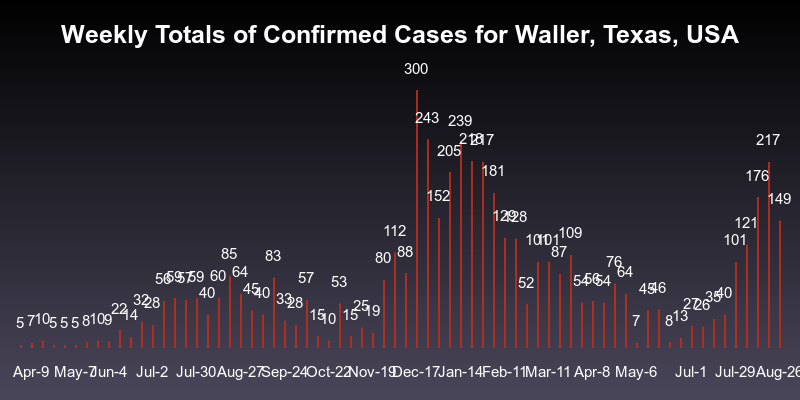 Weekly Totals of Confirmed Cases for Waller, Texas, USA
5 7 10 5 5 5 8 10 9 22 14 32 28 56 59 57 59 40 60 85 64 45 40 83 33 28 57 15 10 53 15 25 19 80 112 88 300 243 152 205 239 218 217 181 129 128 52 101 101 87 109 54 56 54 76 64 7 45 46 8 13 27 26 35 40 101 121 176 217 149
Apr-9 May-7 Jun-4 Jul-2 Jul-30 Aug-27 Sep-24 Oct-22 Nov-19 Dec-17 Jan-14 Feb-11 Mar-11 Apr-8 May-6 Jul-1 Jul-29 Aug-26